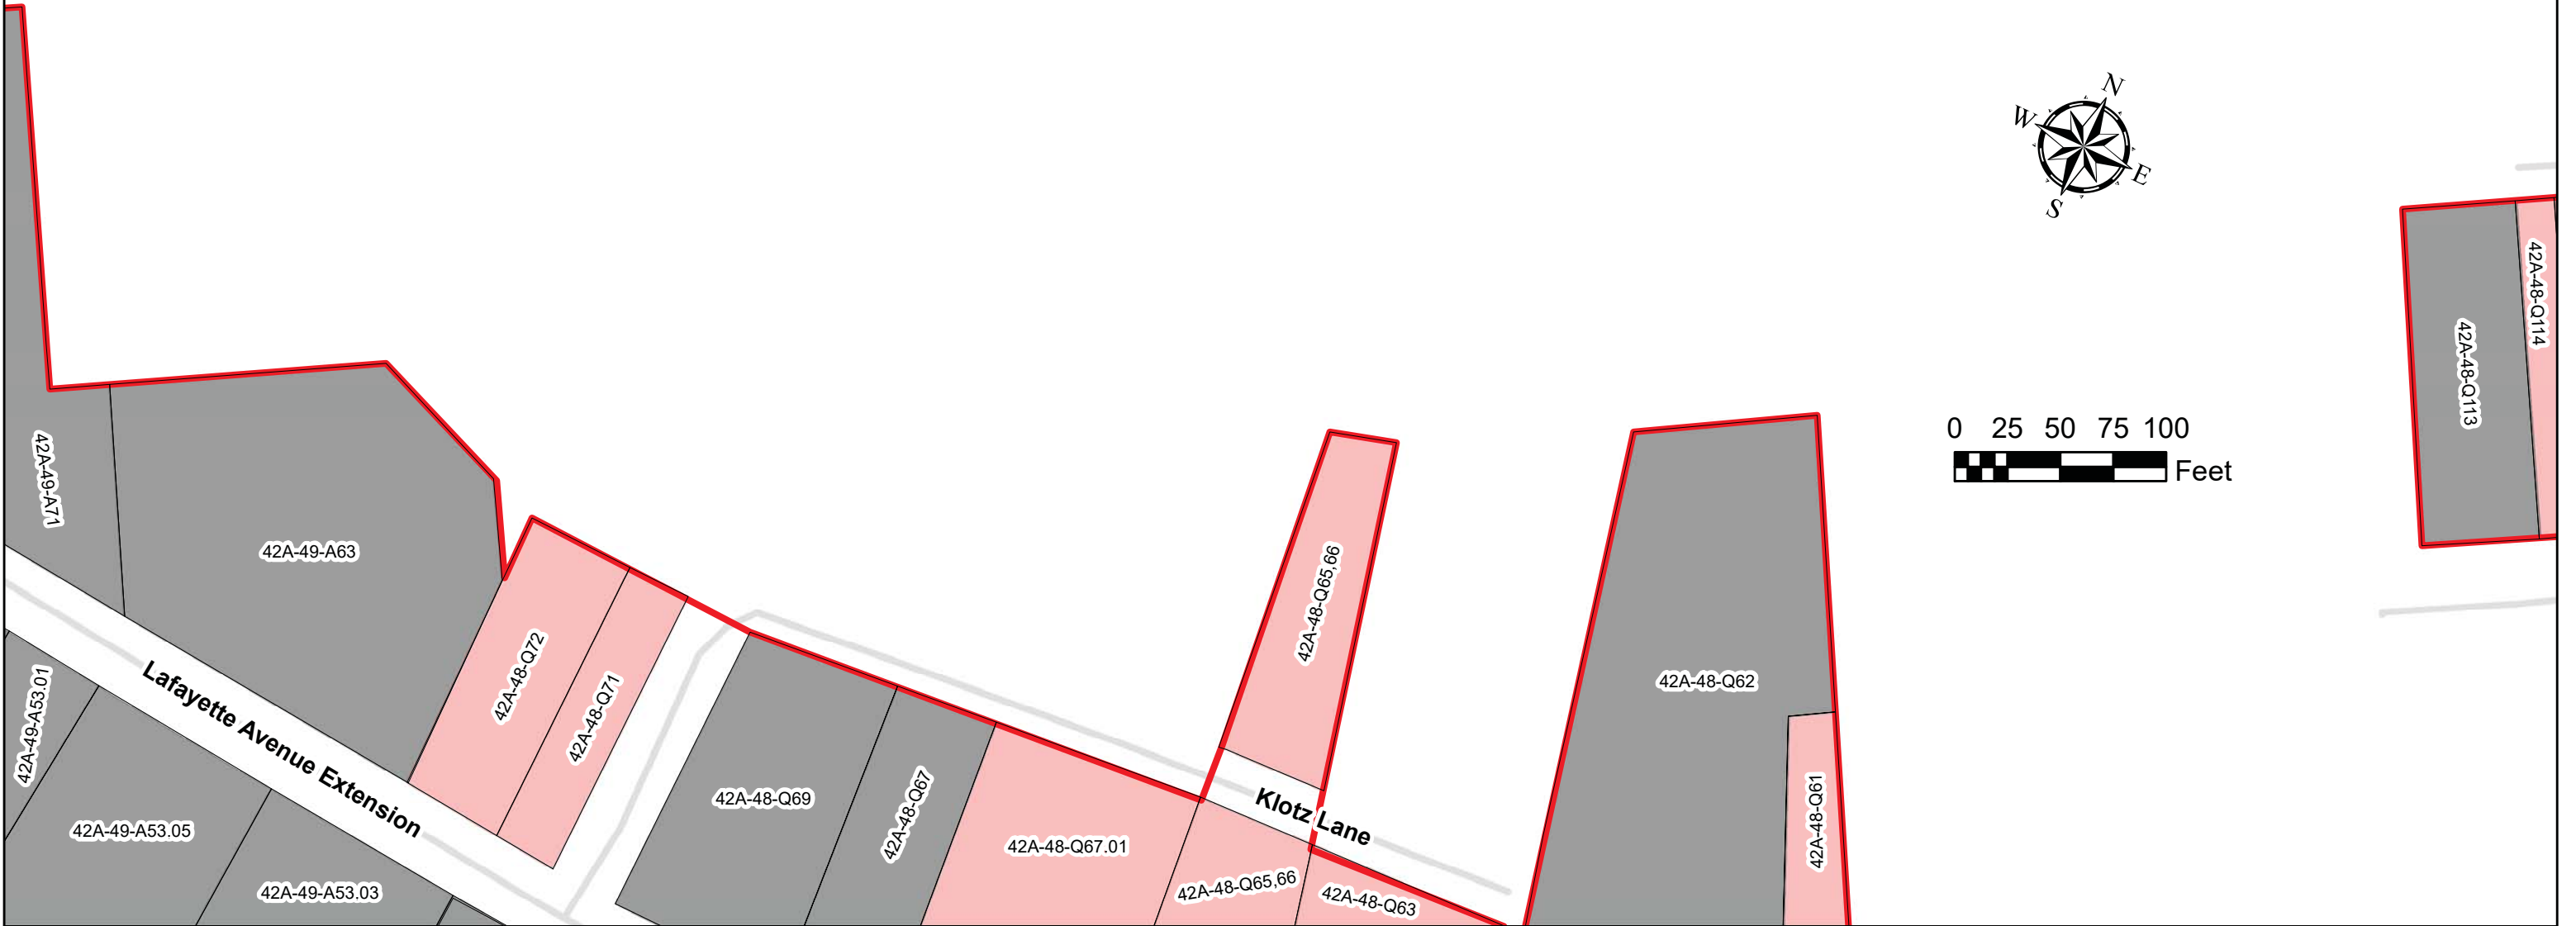 N
W
E
S
42A-48-Q114
42A-48-Q113
0 25 50 75 100
Feet
42A-49-A71
42A-49-A63
42A-48-Q65,66
42A-48-Q72
42A-48-Q71
42A-48-Q62
42A-49-A53.01
Lafayette Avenue Extension
42A-48-Q69
42A-48-Q67
Klotz Lane
42A-48-Q61
42A-49-A53.05
42A-48-Q67.01
42A-49-A53.03
42A-48-Q65,66
42A-48-Q63